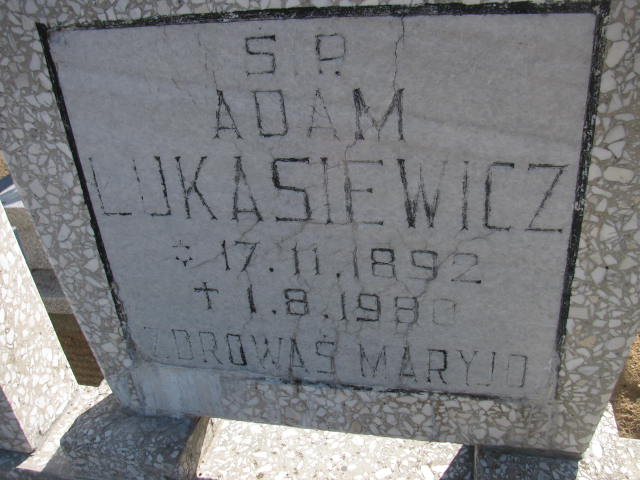 Ś. P.
ADAM
ŁUKASIEWICZ
* 17.11.1892
† 1.8.1980
ZDROWAŚ MARYJO